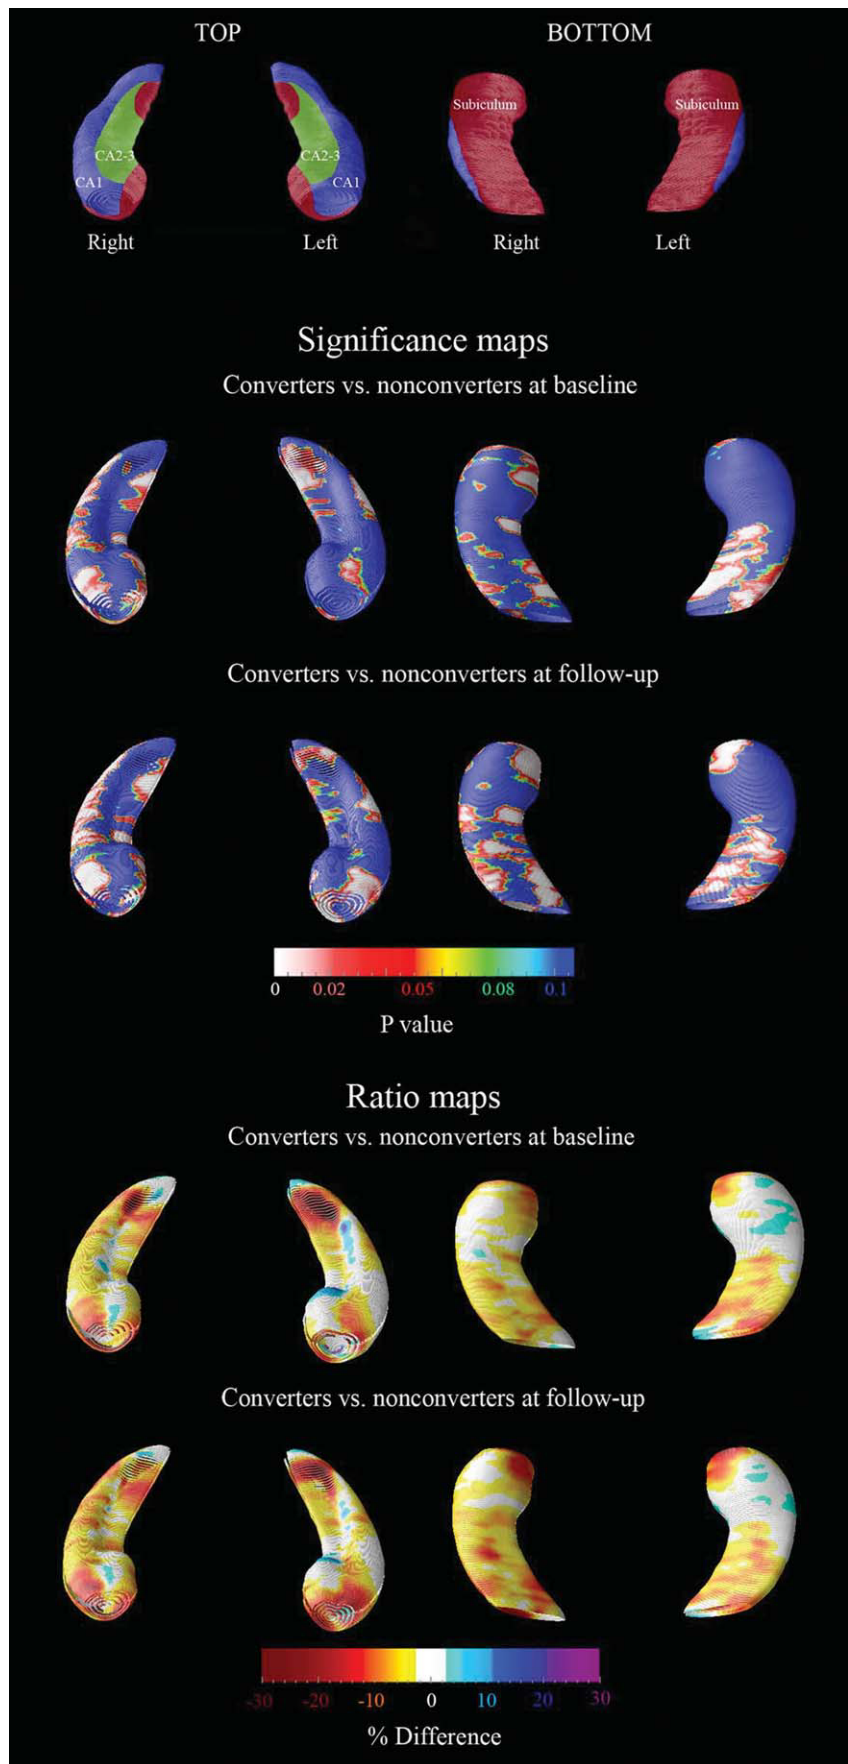 TOP BOTTOM
Subiculum Subiculum
CA2-3 CA2-3
CA1 CA1
Right Left Right Left
Significance maps
Converters vs. nonconverters at baseline
Converters vs. nonconverters at follow-up
0 0.02 0.05 0.08 0.1
P value
Ratio maps
Converters vs. nonconverters at baseline
Converters vs. nonconverters at follow-up
-30 -20 -10 0 10 20 30
% Difference